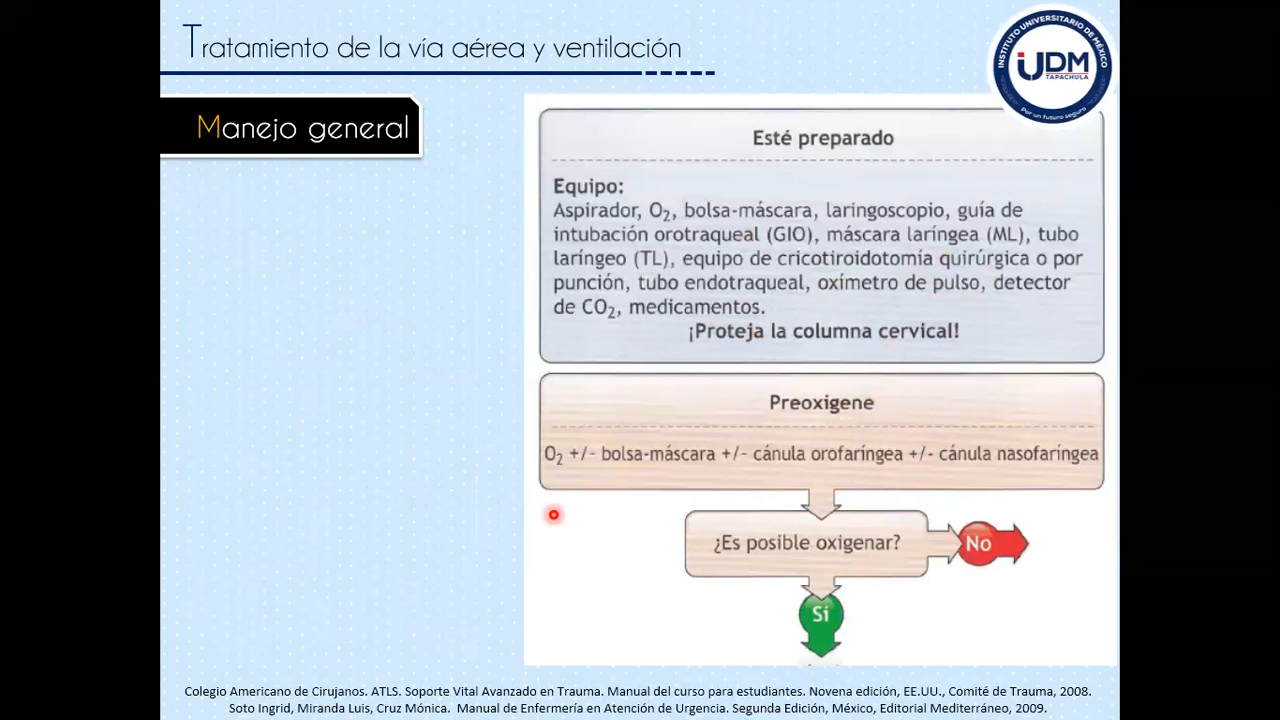 Tratamiento de la vía aérea y ventilación
INSTITUTO UNIVERSITARIO DE MÉXICO
UDM
TAPACHULA
Por un futuro seguro
Manejo general
Esté preparado
Equipo:
Aspirador, O2, bolsa-máscara, laringoscopio, guía de
intubación orotraqueal (GIO), máscara laríngea (ML), tubo
laríngeo (TL), equipo de cricotiroidotomía quirúrgica o por
punción, tubo endotraqueal, oxímetro de pulso, detector
de CO2, medicamentos.
¡Proteja la columna cervical!
Preoxigene
O2 +/- bolsa-máscara +/- cánula orofaríngea +/- cánula nasofaríngea
¿Es posible oxigenar?
No
Sí
Colegio Americano de Cirujanos. ATLS. Soporte Vital Avanzado en Trauma. Manual del curso para estudiantes. Novena edición, EE.UU., Comité de Trauma, 2008.
Soto Ingrid, Miranda Luis, Cruz Mónica. Manual de Enfermería en Atención de Urgencia. Segunda Edición, México, Editorial Mediterráneo, 2009.